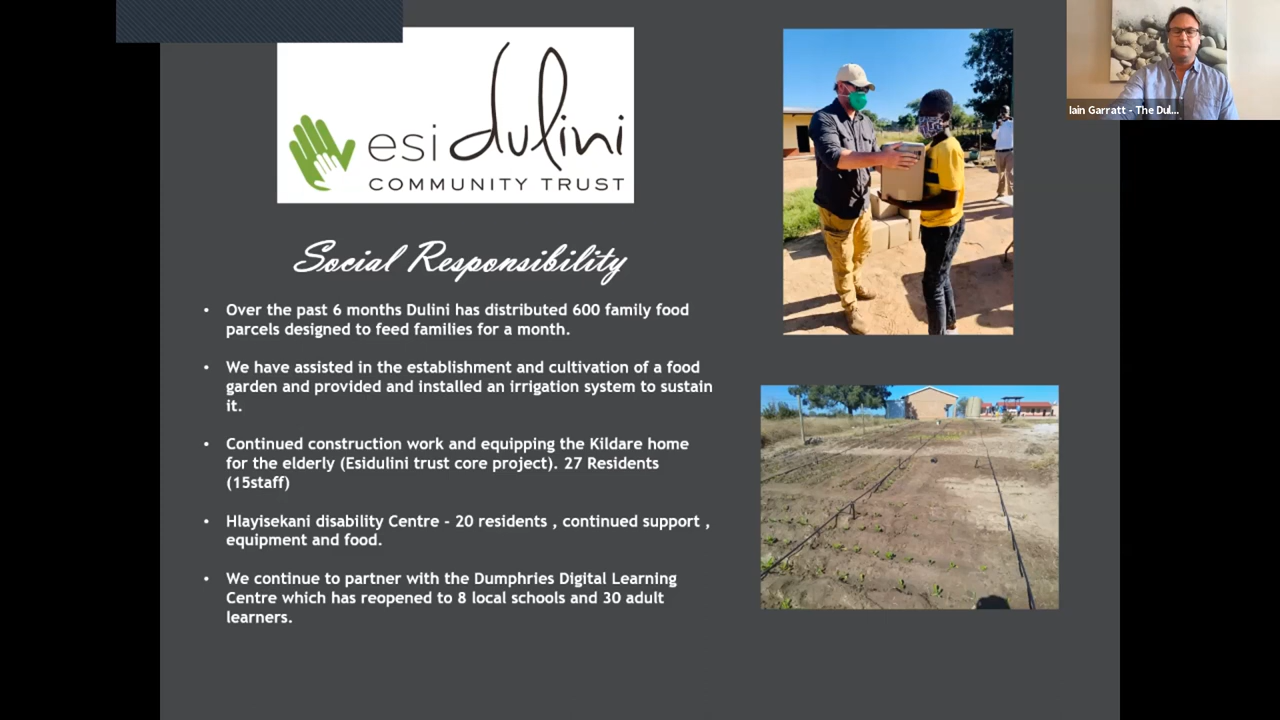 esi dulini
COMMUNITY TRUST
Social Responsibility
• Over the past 6 months Dulini has distributed 600 family food
parcels designed to feed families for a month.
• We have assisted in the establishment and cultivation of a food
garden and provided and installed an irrigation system to sustain
it.
• Continued construction work and equipping the Kildare home
for the elderly (Esidulini trust core project). 27 Residents
(15staff)
• Hlayisekani disability Centre - 20 residents , continued support ,
equipment and food.
• We continue to partner with the Dumphries Digital Learning
Centre which has reopened to 8 local schools and 30 adult
learners.
Iain Garratt - The Dul...